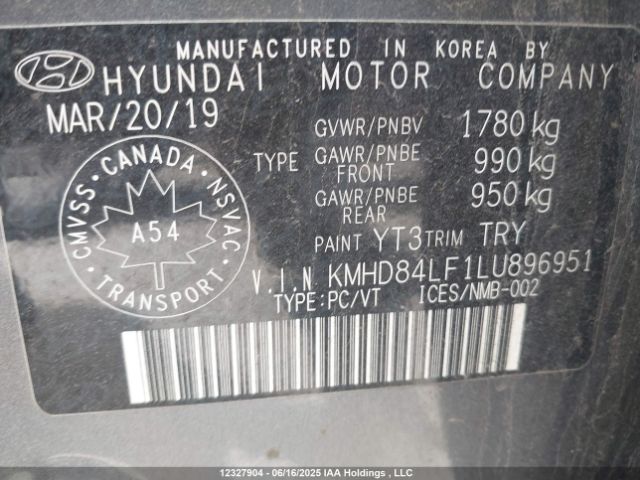 MANUFACTURED IN KOREA BY
HYUNDAI MOTOR COMPANY
MAR/20/19
GVWR/PNBV 1780 kg
TYPE GAWR/PNBE FRONT 990 kg
GAWR/PNBE REAR 950 kg
PAINT YT3 TRIM TRY
CMVSS · CANADA · NSVAC
A54
TRANSPORT
V.I.N KMHD84LF1LU896951
TYPE:PC/VT ICES/NMB-002
12327904 - 06/16/2025 IAA Holdings , LLC